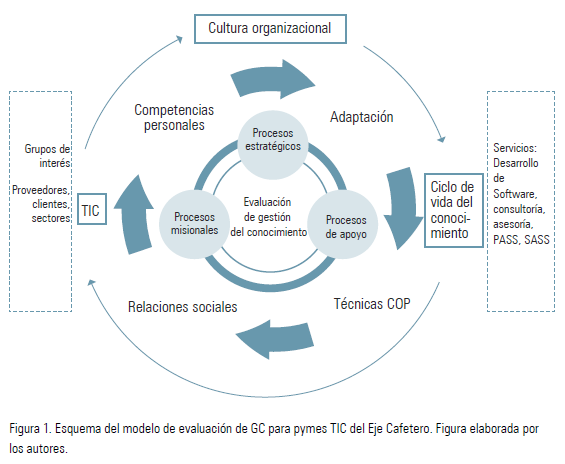 Cultura organizacional
Competencias
personales
Adaptación
Procesos
estratégicos
Grupos de
interés
Proveedores,
clientes,
sectores
TIC
Procesos
misionales
Evaluación
de gestión
del conocimiento
Procesos
de apoyo
Ciclo de
vida del
conoci-
miento
Servicios:
Desarrollo
de
Software,
consultoría,
asesoría,
PASS, SASS
Relaciones sociales
Técnicas COP
Figura 1. Esquema del modelo de evaluación de GC para pymes TIC del Eje Cafetero. Figura elaborada por
los autores.